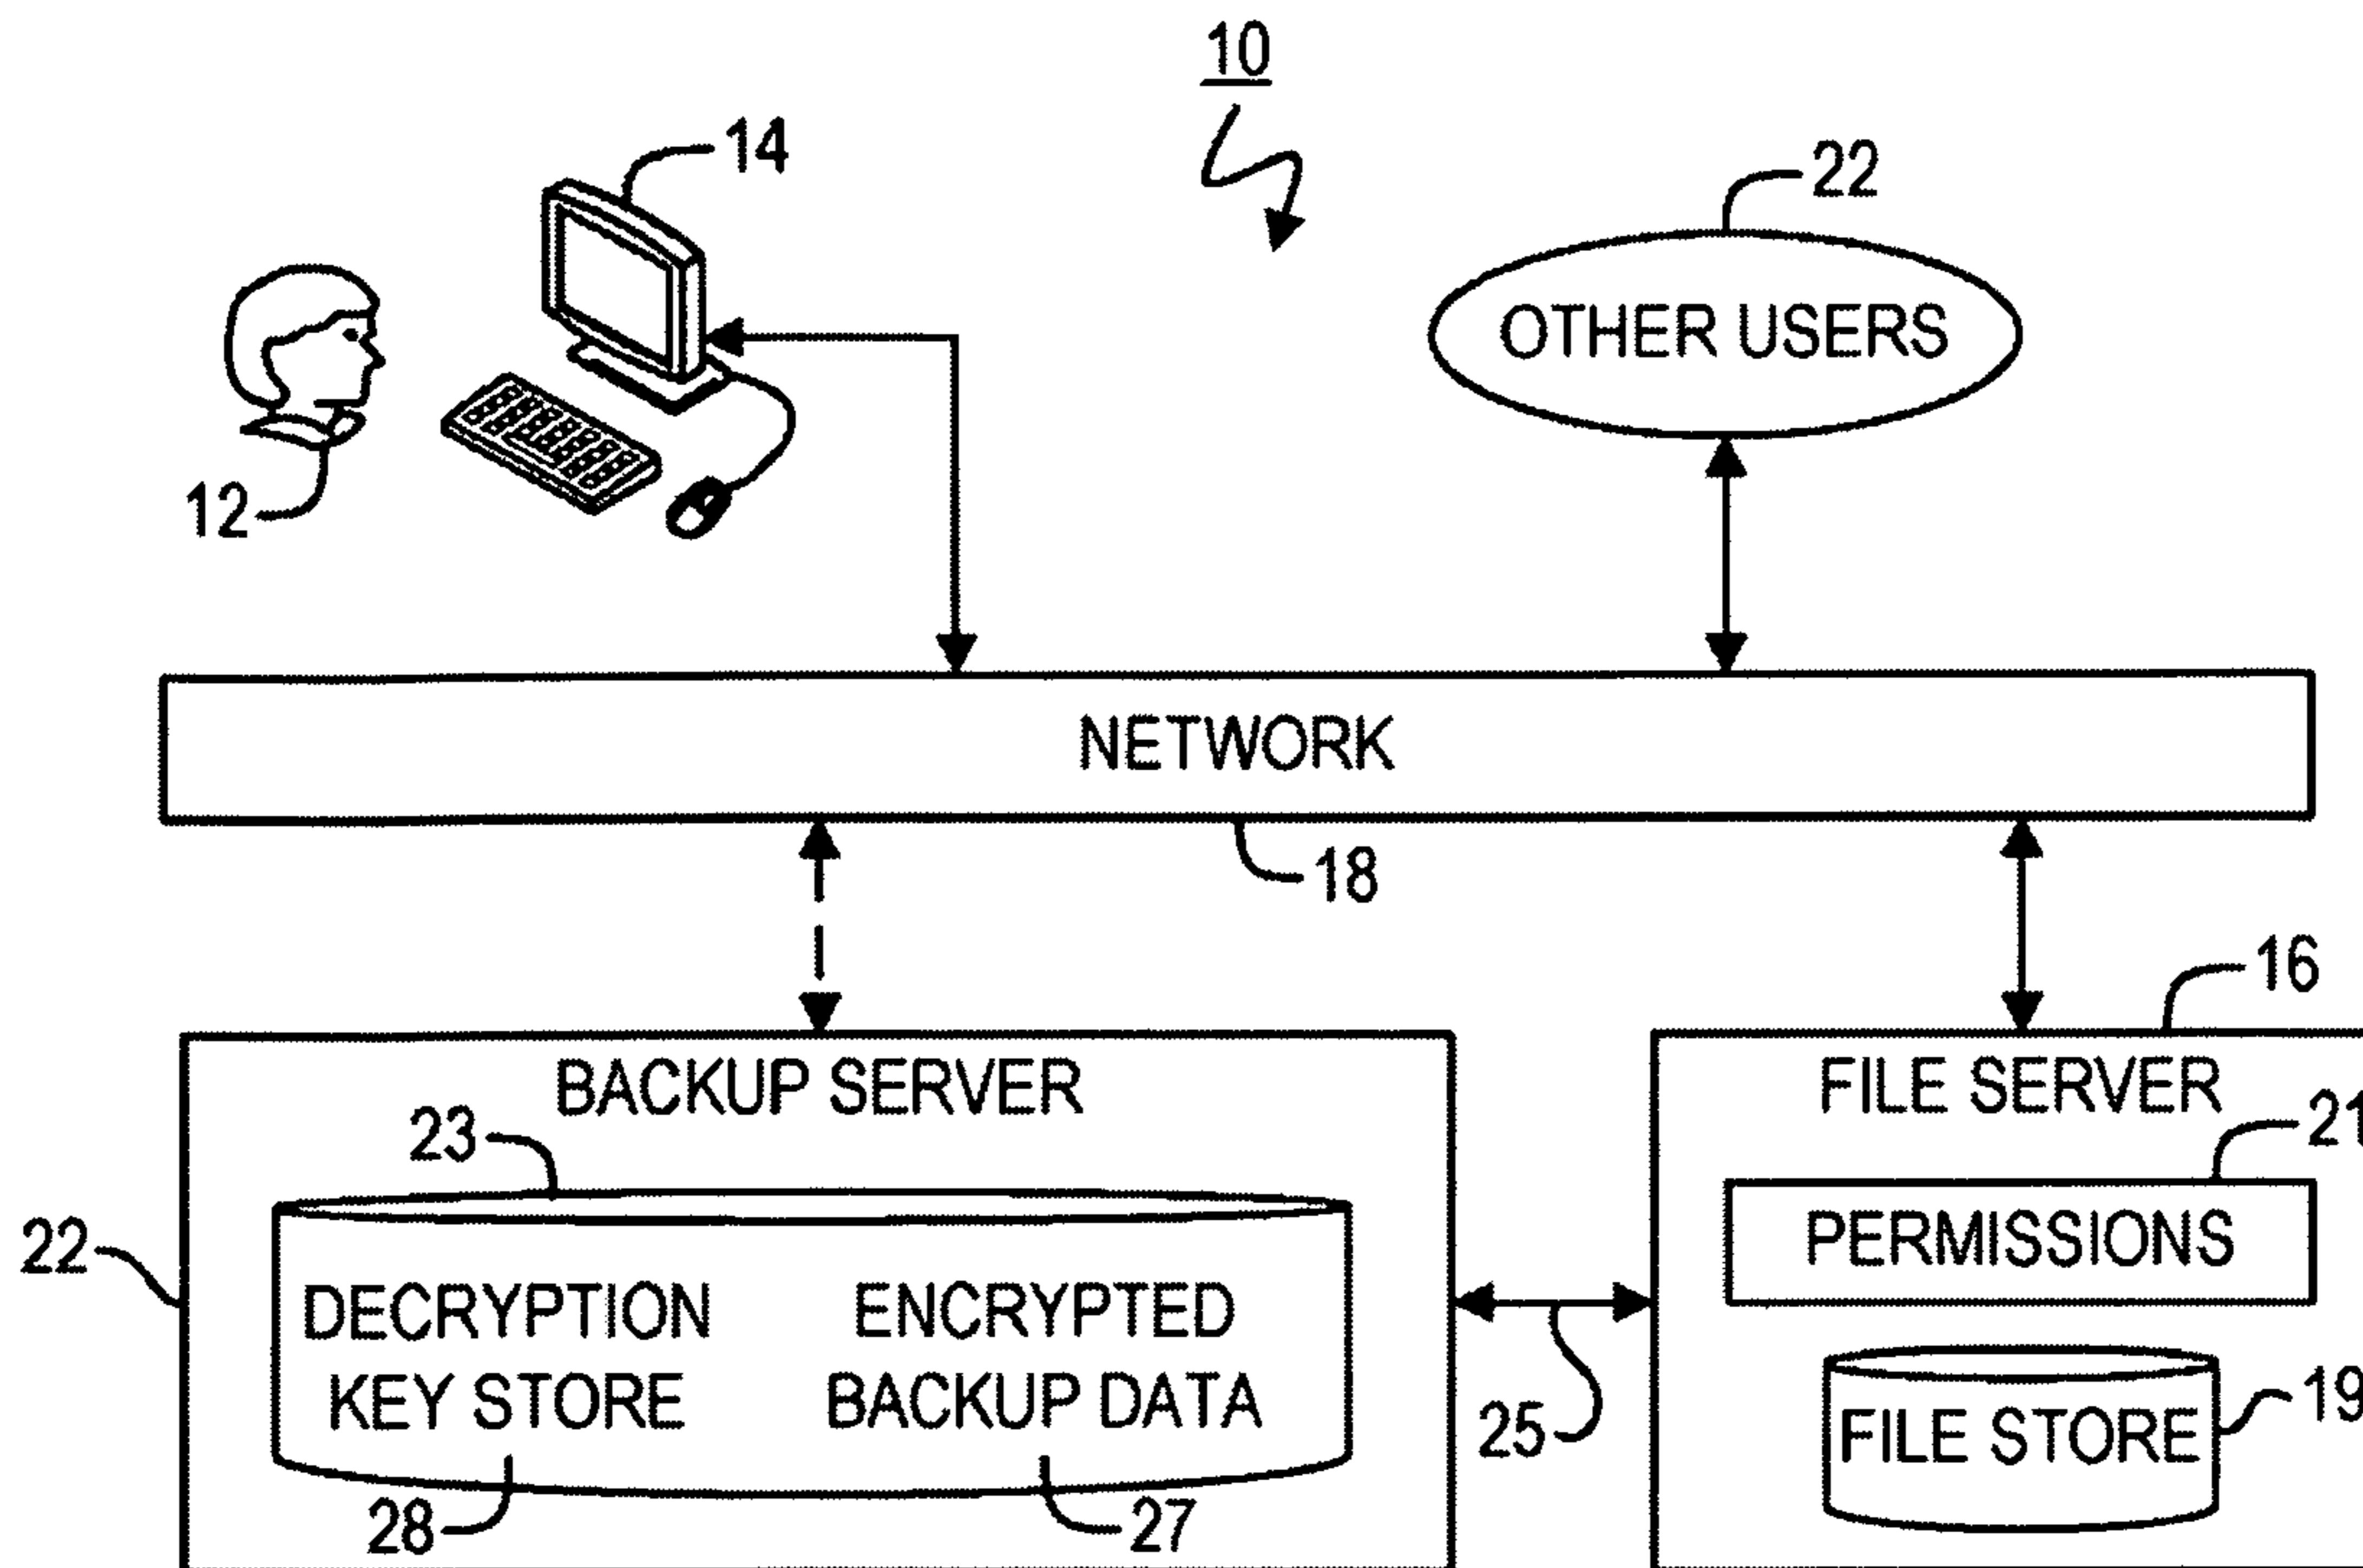 10
14
22
OTHER USERS
12
NETWORK
18
16
BACKUP SERVER
FILE SERVER
23
21
22
PERMISSIONS
DECRYPTION
KEY STORE
ENCRYPTED
BACKUP DATA
25
19
FILE STORE
28
27